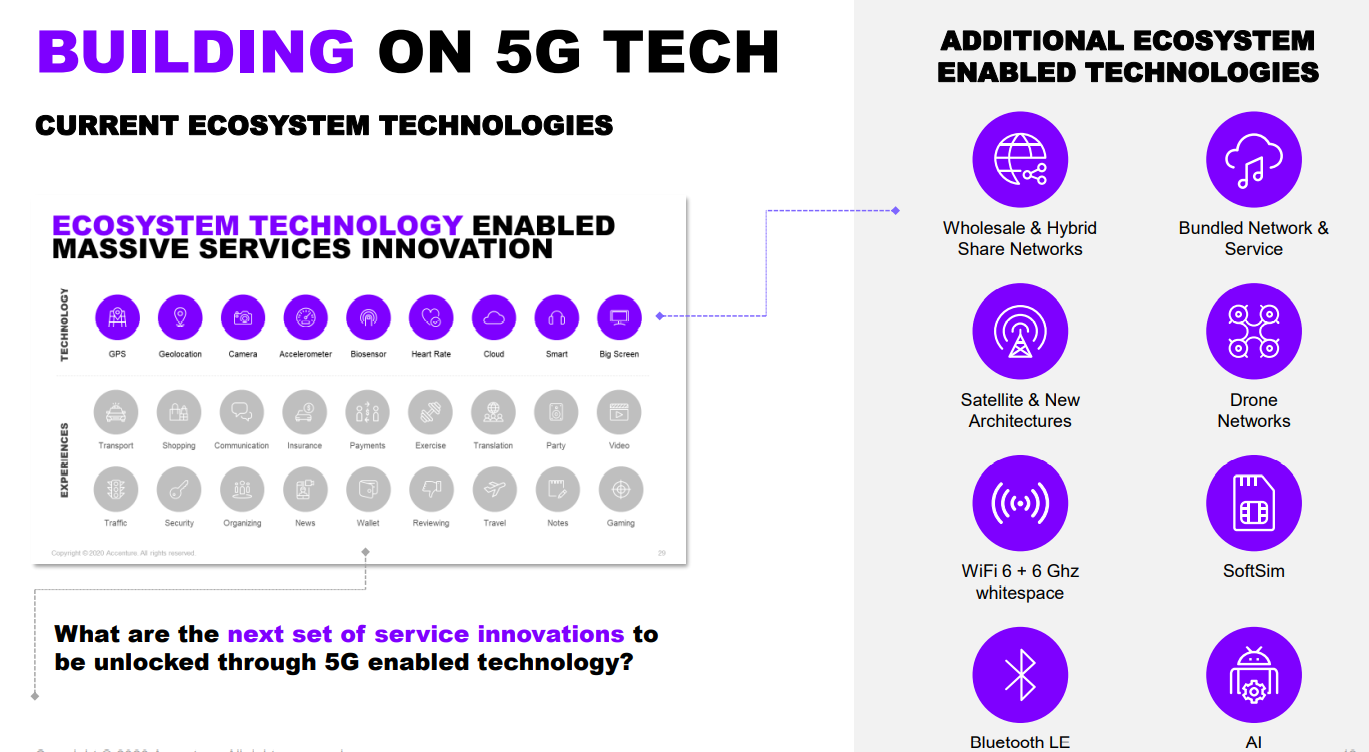 BUILDING ON 5G TECH
CURRENT ECOSYSTEM TECHNOLOGIES
ECOSYSTEM TECHNOLOGY ENABLED
MASSIVE SERVICES INNOVATION
TECHNOLOGY
GPS Geolocation Camera Accelerometer Biosensor Heart Rate Cloud Smart Big Screen
EXPERIENCES
Transport Shopping Communication Insurance Payments Exercise Translation Party Video
Traffic Security Organizing News Wallet Reviewing Travel Notes Gaming
Copyright © 2020 Accenture. All rights reserved. 29
What are the next set of service innovations to
be unlocked through 5G enabled technology?
ADDITIONAL ECOSYSTEM
ENABLED TECHNOLOGIES
Wholesale & Hybrid
Share Networks
Bundled Network &
Service
Satellite & New
Architectures
Drone
Networks
WiFi 6 + 6 Ghz
whitespace
SoftSim
Bluetooth LE
AI